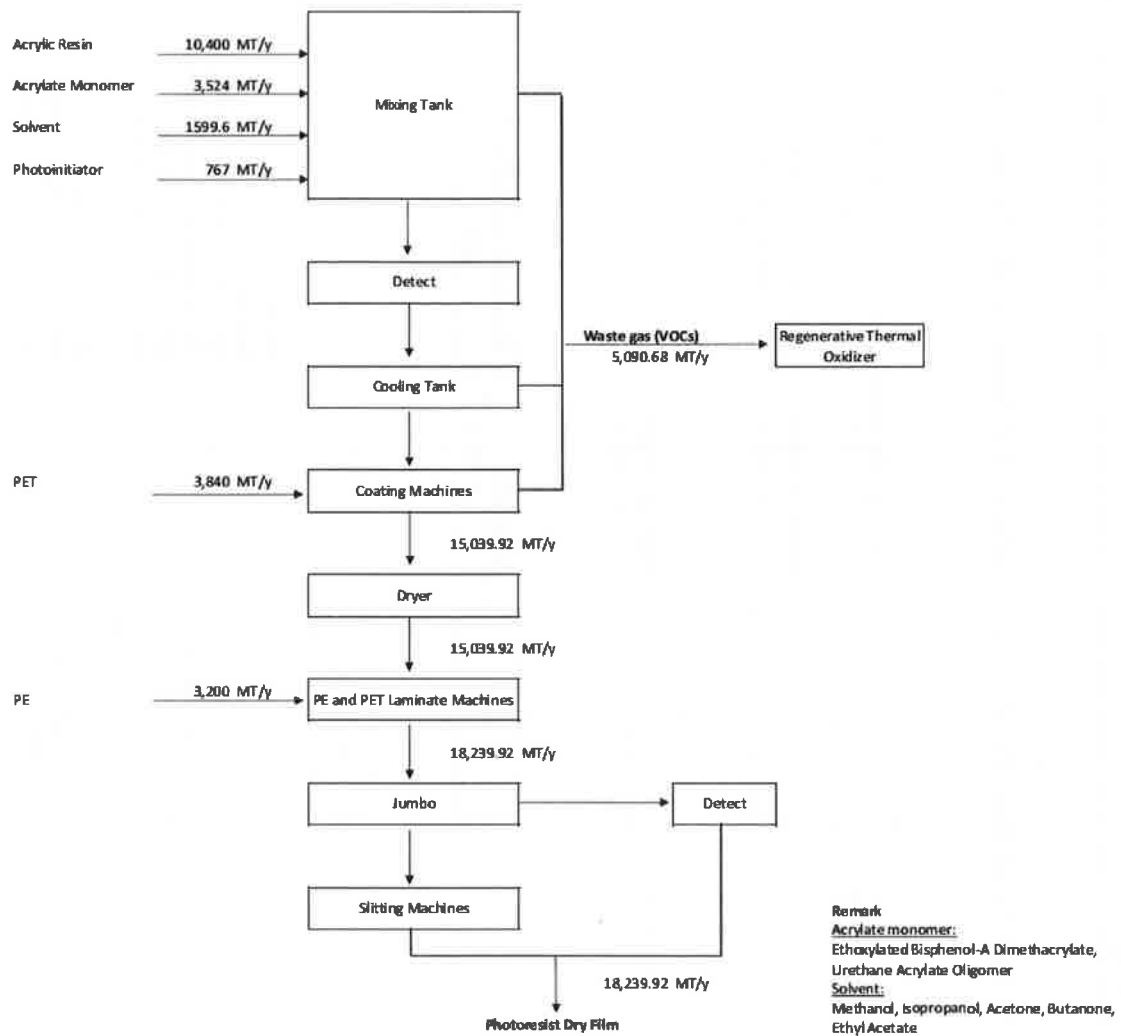 Acrylic Resin 10,400 MT/y
Acrylate Monomer 3,524 MT/y
Mixing Tank
Solvent 1599.6 MT/y
Photoinitiator 767 MT/y
Detect
Waste gas (VOCs)
5,090.68 MT/y
Regenerative Thermal
Oxidizer
Cooling Tank
PET 3,840 MT/y
Coating Machines
15,039.92 MT/y
Dryer
15,039.92 MT/y
PE 3,200 MT/y
PE and PET Laminate Machines
18,239.92 MT/y
Jumbo
Detect
Slitting Machines
18,239.92 MT/y
Photoresist Dry Film
Remark
Acrylate monomer:
Ethoxylated Bisphenol-A Dimethacrylate,
Urethane Acrylate Oligomer
Solvent:
Methanol, Isopropanol, Acetone, Butanone,
Ethyl Acetate